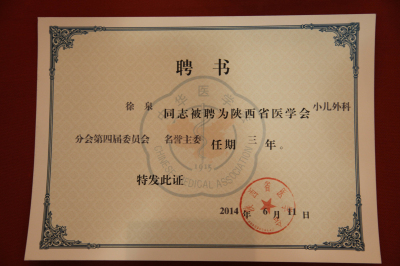 聘书
徐泉 同志被聘为陕西省医学会 小儿外科
分会第四届委员会 名誉主委 任期 三 年。
特发此证
2014 年 6 月 11 日